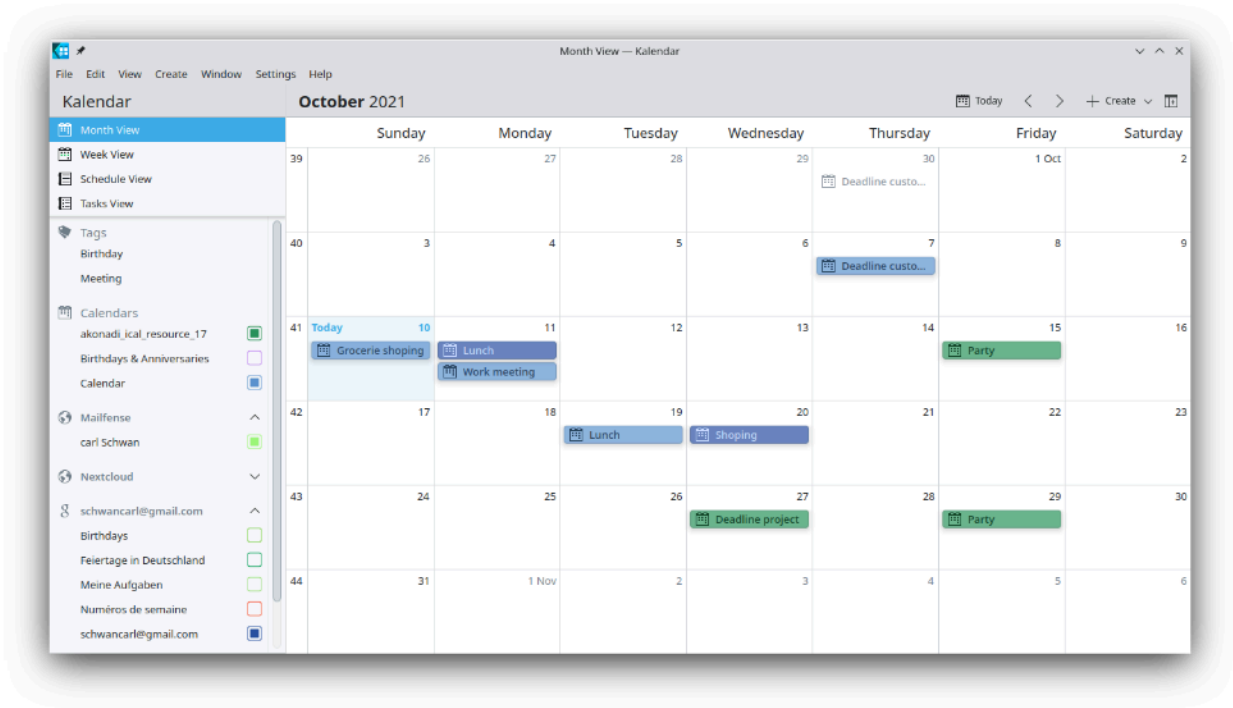 Month View — Kalendar
File Edit View Create Window Settings Help
Kalendar
October 2021
Today
Create
Month View
Week View
Schedule View
Tasks View
Tags
Birthday
Meeting
Calendars
akonadi_ical_resource_17
Birthdays & Anniversaries
Calendar
Mailfense
carl Schwan
Nextcloud
schwancarl@gmail.com
Birthdays
Feiertage in Deutschland
Meine Aufgaben
Numéros de semaine
schwancarl@gmail.com
Sunday Monday Tuesday Wednesday Thursday Friday Saturday
39 26 27 28 29 30 1 Oct 2
Deadline custo...
40 3 4 5 6 7 8 9
Deadline custo...
41 Today 10 11 12 13 14 15 16
Grocerie shoping Lunch Party
Work meeting
42 17 18 19 20 21 22 23
Lunch Shoping
43 24 25 26 27 28 29 30
Deadline project Party
44 31 1 Nov 2 3 4 5 6